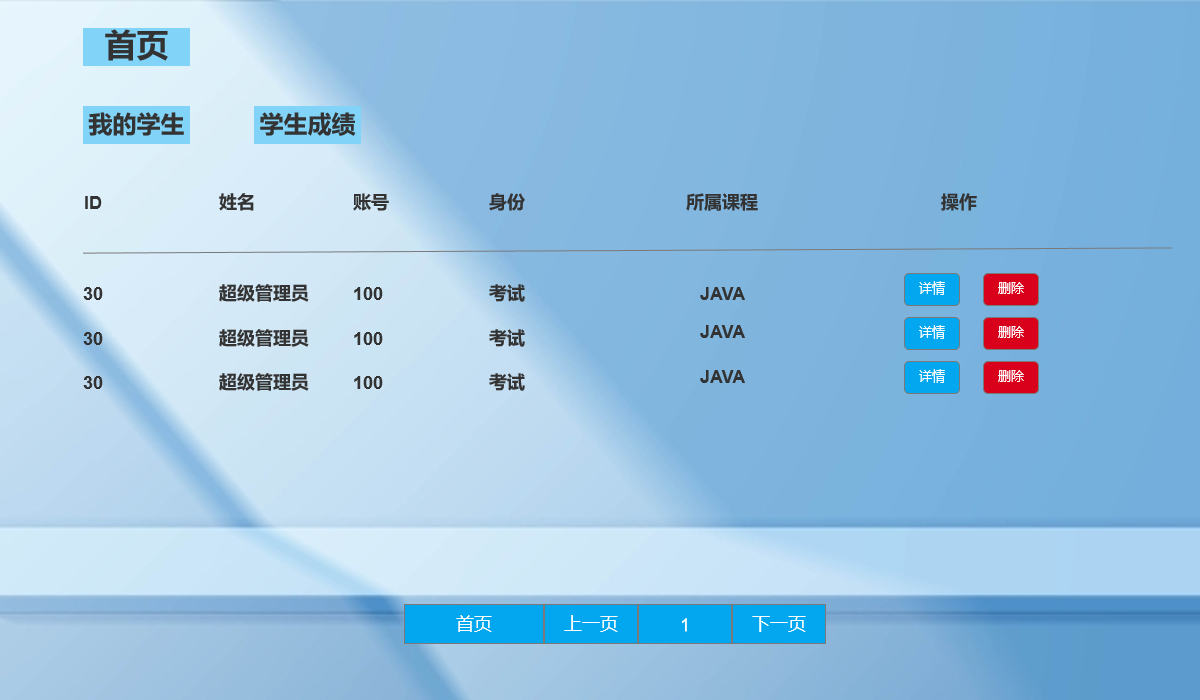 首页
我的学生 学生成绩
ID 姓名 账号 身份 所属课程 操作
30 超级管理员 100 考试 JAVA 详情 删除
30 超级管理员 100 考试 JAVA 详情 删除
30 超级管理员 100 考试 JAVA 详情 删除
首页 上一页 1 下一页